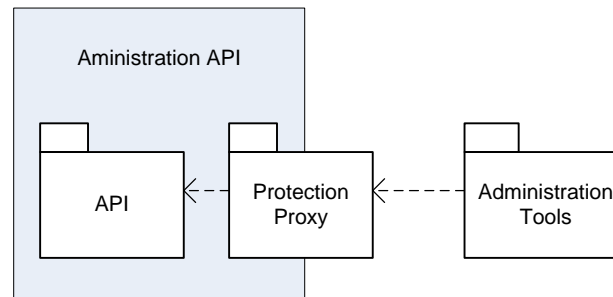 Aministration API
API
Protection
Proxy
Administration
Tools